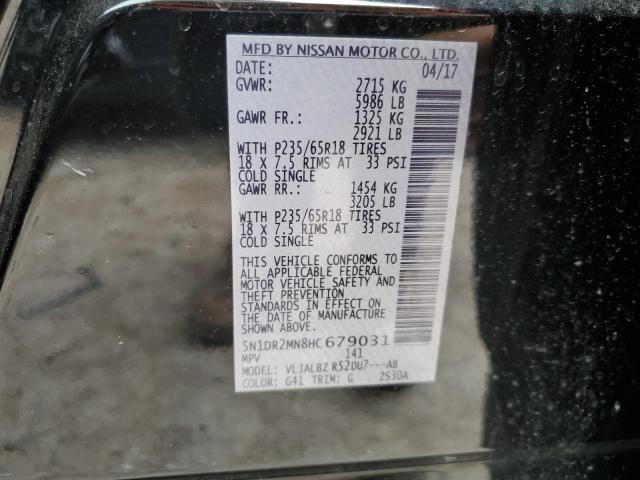 MFD BY NISSAN MOTOR CO., LTD.
DATE: 04/17
GVWR: 2715 KG
5986 LB
GAWR FR.: 1325 KG
2921 LB
WITH P235/65R18 TIRES
18 X 7.5 RIMS AT 33 PSI
COLD SINGLE
GAWR RR.: 1454 KG
3205 LB
WITH P235/65R18 TIRES
18 X 7.5 RIMS AT 33 PSI
COLD SINGLE
THIS VEHICLE CONFORMS TO
ALL APPLICABLE FEDERAL
MOTOR VEHICLE SAFETY AND
THEFT PREVENTION
STANDARDS IN EFFECT ON
THE DATE OF MANUFACTURE
SHOWN ABOVE.
5N1DR2MN8HC679031
MPV 141
MODEL: VLJALBZ R52DU7---AB
COLOR: G41 TRIM: G ZS30A